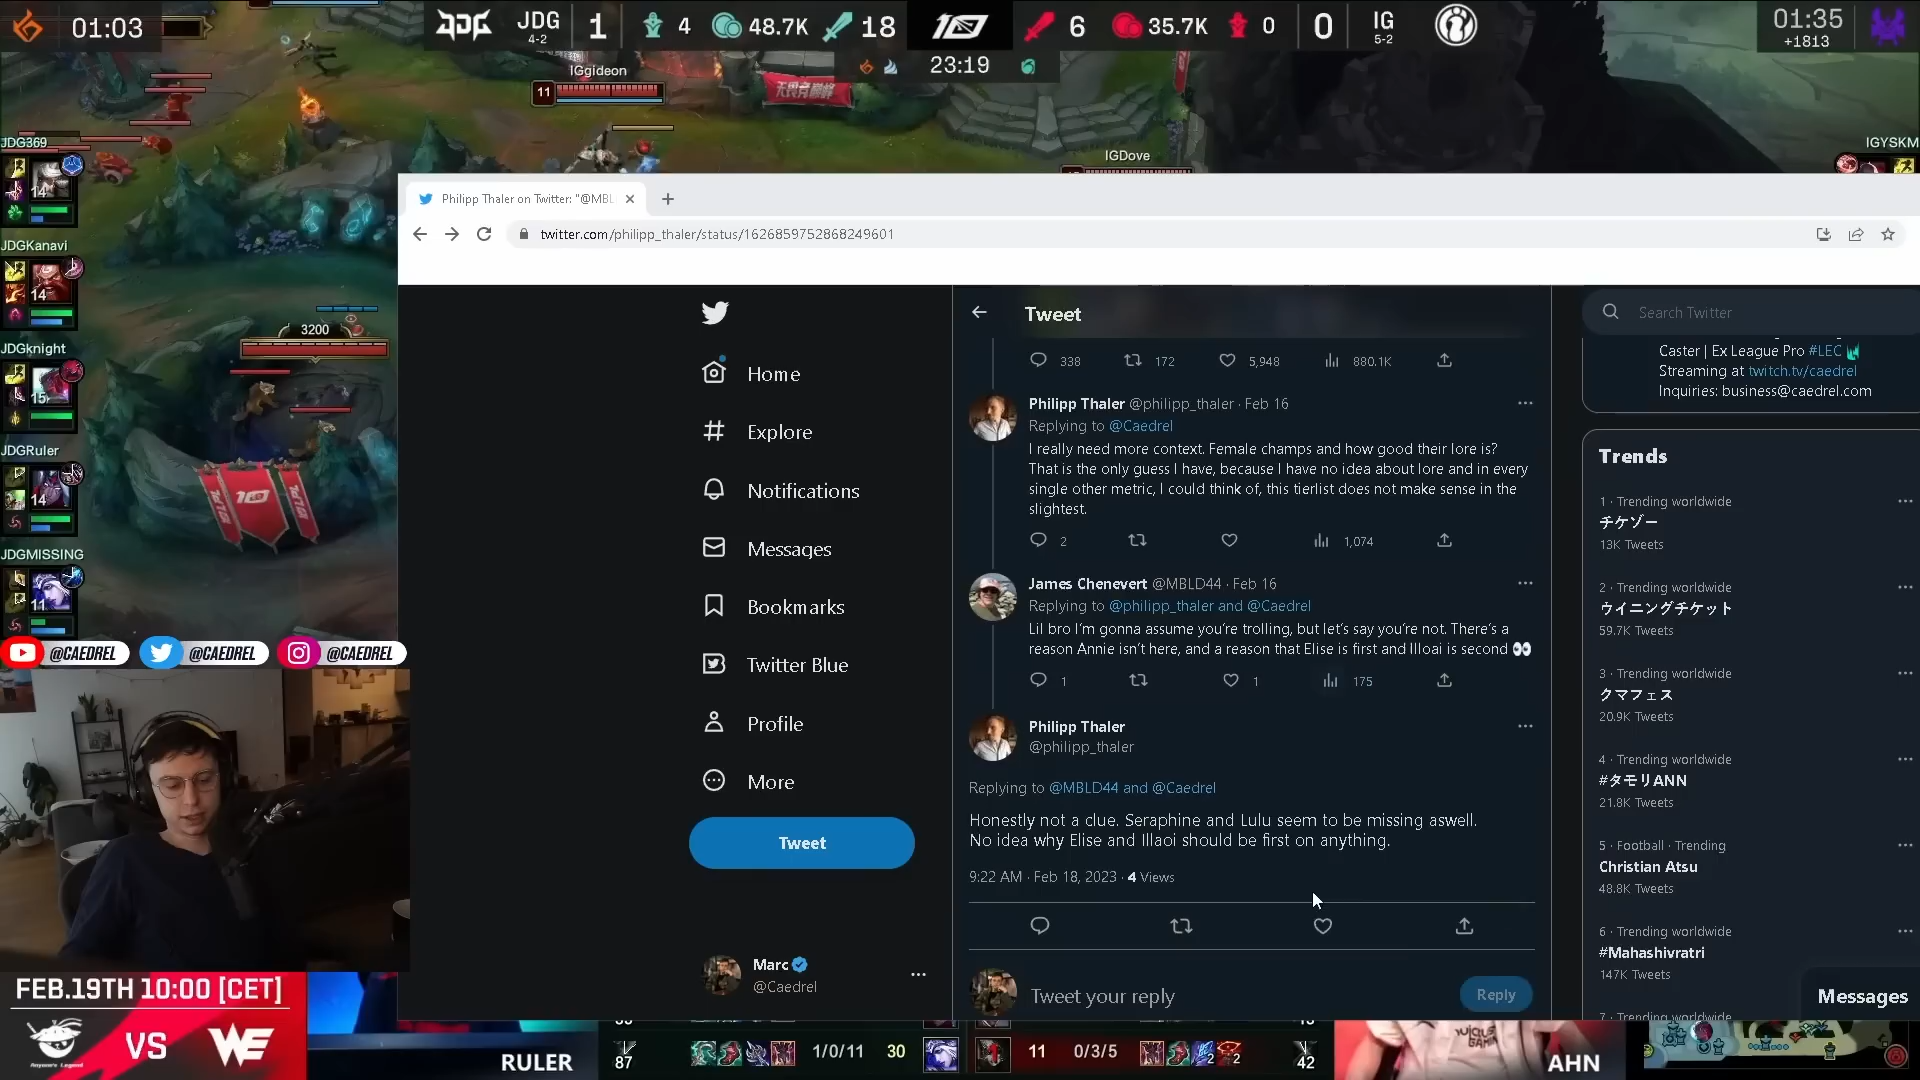 01:03
JDG
4-2
1
4
48.7K
18
6
35.7K
0
0
IG
5-2
01:35
+1813
23:19
IGgideon
11
IGDove
IGYSKM
JDG369
14
JDGKanavi
14
JDGknight
15
JDGRuler
14
JDGMISSING
11
3200
Philipp Thaler on Twitter: "@MBL
twitter.com/philipp_thaler/status/1626859752868249601
Home
Explore
Notifications
Messages
Bookmarks
Twitter Blue
Profile
More
Tweet
Marc
@Caedrel
Tweet
338
172
5,948
880.1K
Philipp Thaler @philipp_thaler · Feb 16
Replying to @Caedrel
I really need more context. Female champs and how good their lore is?
That is the only guess I have, because I have no idea about lore and in every
single other metric, I could think of, this tierlist does not make sense in the
slightest.
2
1,074
James Chenevert @MBLD44 · Feb 16
Replying to @philipp_thaler and @Caedrel
Lil bro I'm gonna assume you're trolling, but let's say you're not. There's a
reason Annie isn't here, and a reason that Elise is first and Illoai is second 👀
1
1
175
Philipp Thaler
@philipp_thaler
Replying to @MBLD44 and @Caedrel
Honestly not a clue. Seraphine and Lulu seem to be missing aswell.
No idea why Elise and Illaoi should be first on anything.
9:22 AM · Feb 18, 2023 · 4 Views
Tweet your reply
Reply
Search Twitter
Caster | Ex League Pro #LEC
Streaming at twitch.tv/caedrel
Inquiries: business@caedrel.com
Trends
1 · Trending worldwide
チケゾー
13K Tweets
2 · Trending worldwide
ウイニングチケット
59.7K Tweets
3 · Trending worldwide
クマフェス
20.9K Tweets
4 · Trending worldwide
#タモリANN
21.8K Tweets
5 · Football · Trending
Christian Atsu
48.8K Tweets
6 · Trending worldwide
#Mahashivratri
147K Tweets
7 · Trending worldwide
Messages
@CAEDREL
@CAEDREL
@CAEDREL
FEB.19TH 10:00 [CET]
VS
WE
RULER
87
1/0/11
30
11
0/3/5
2
2
42
AHN